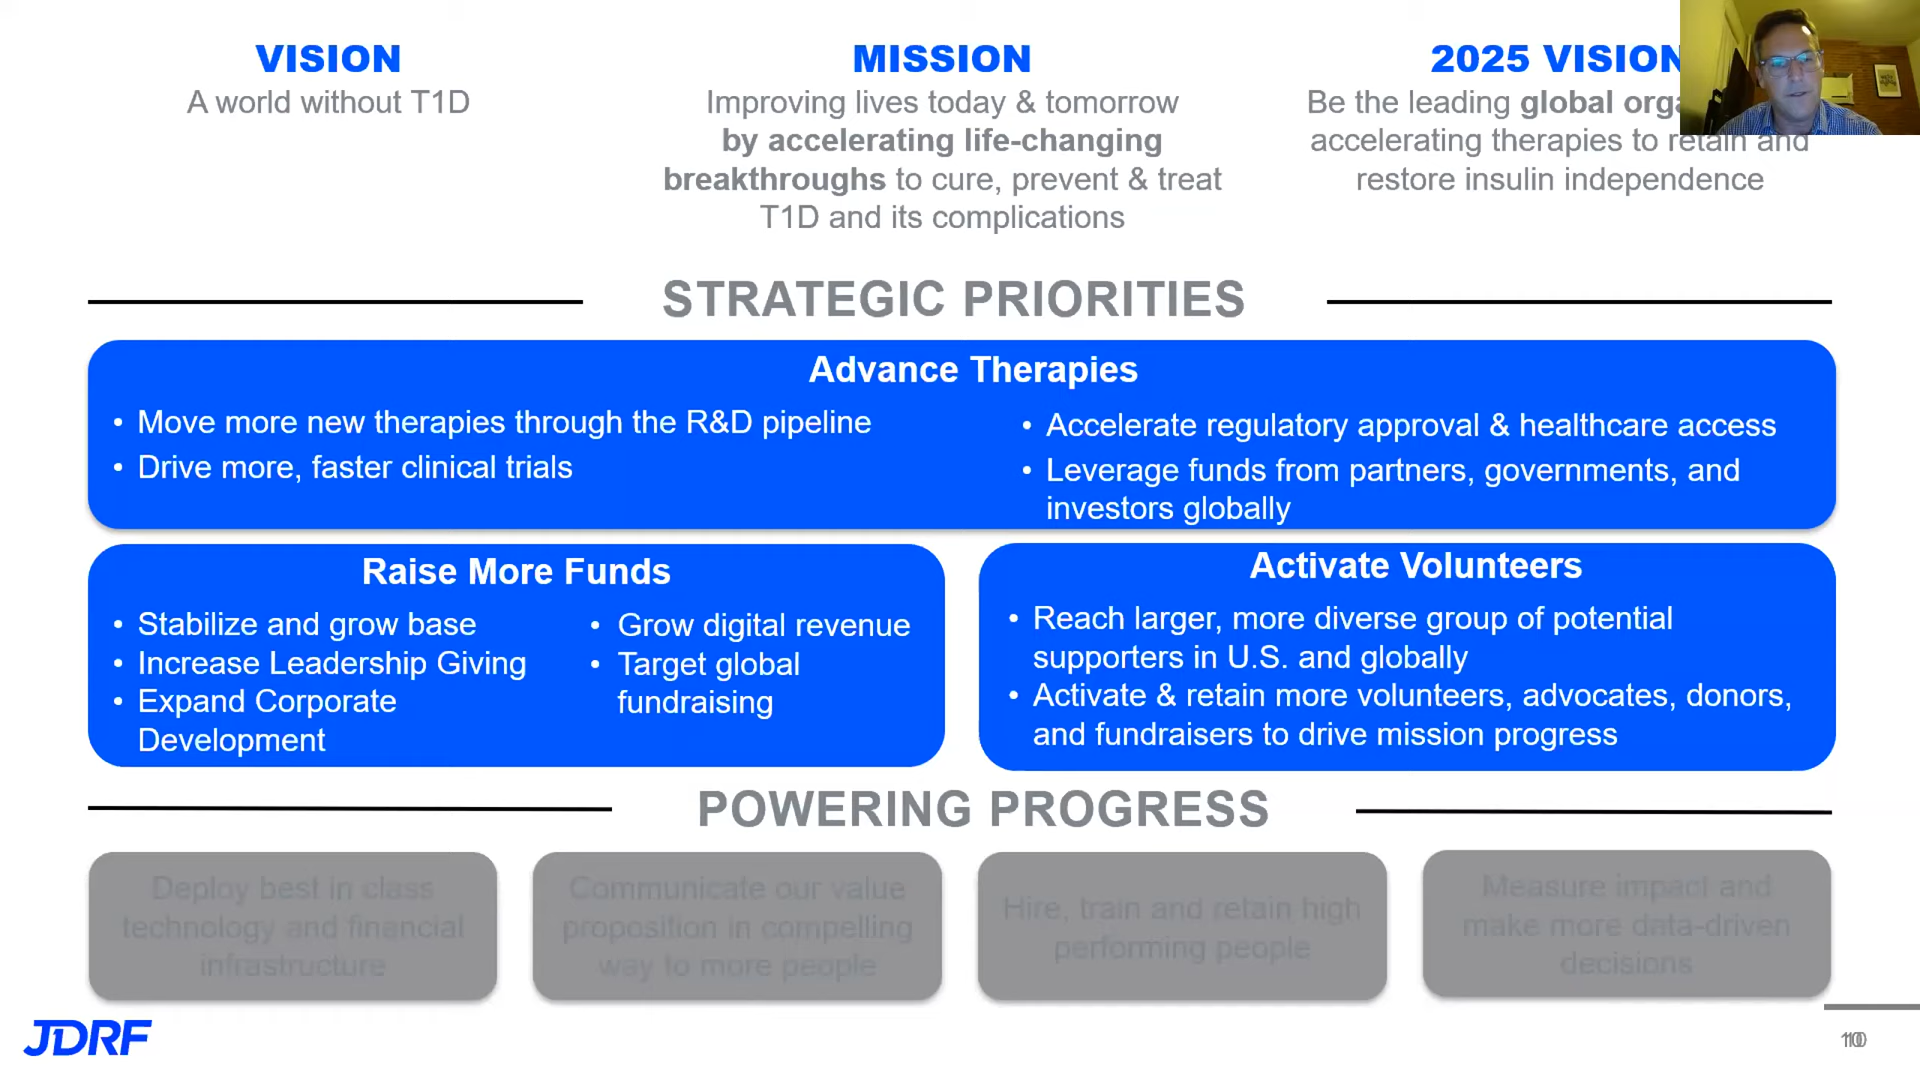 VISION
A world without T1D
MISSION
Improving lives today & tomorrow
by accelerating life-changing
breakthroughs to cure, prevent & treat
T1D and its complications
2025 VISION
Be the leading global
accelerating therapies to retain and
restore insulin independence
STRATEGIC PRIORITIES
Advance Therapies
• Move more new therapies through the R&D pipeline
• Drive more, faster clinical trials
• Accelerate regulatory approval & healthcare access
• Leverage funds from partners, governments, and
investors globally
Raise More Funds
• Stabilize and grow base
• Increase Leadership Giving
• Expand Corporate
Development
• Grow digital revenue
• Target global
fundraising
Activate Volunteers
• Reach larger, more diverse group of potential
supporters in U.S. and globally
• Activate & retain more volunteers, advocates, donors,
and fundraisers to drive mission progress
POWERING PROGRESS
Deploy best in class
technology and financial
infrastructure
Communicate our value
proposition in compelling
way to more people
Hire, train and retain high
performing people
Measure impact and
make more data-driven
decisions
JDRF